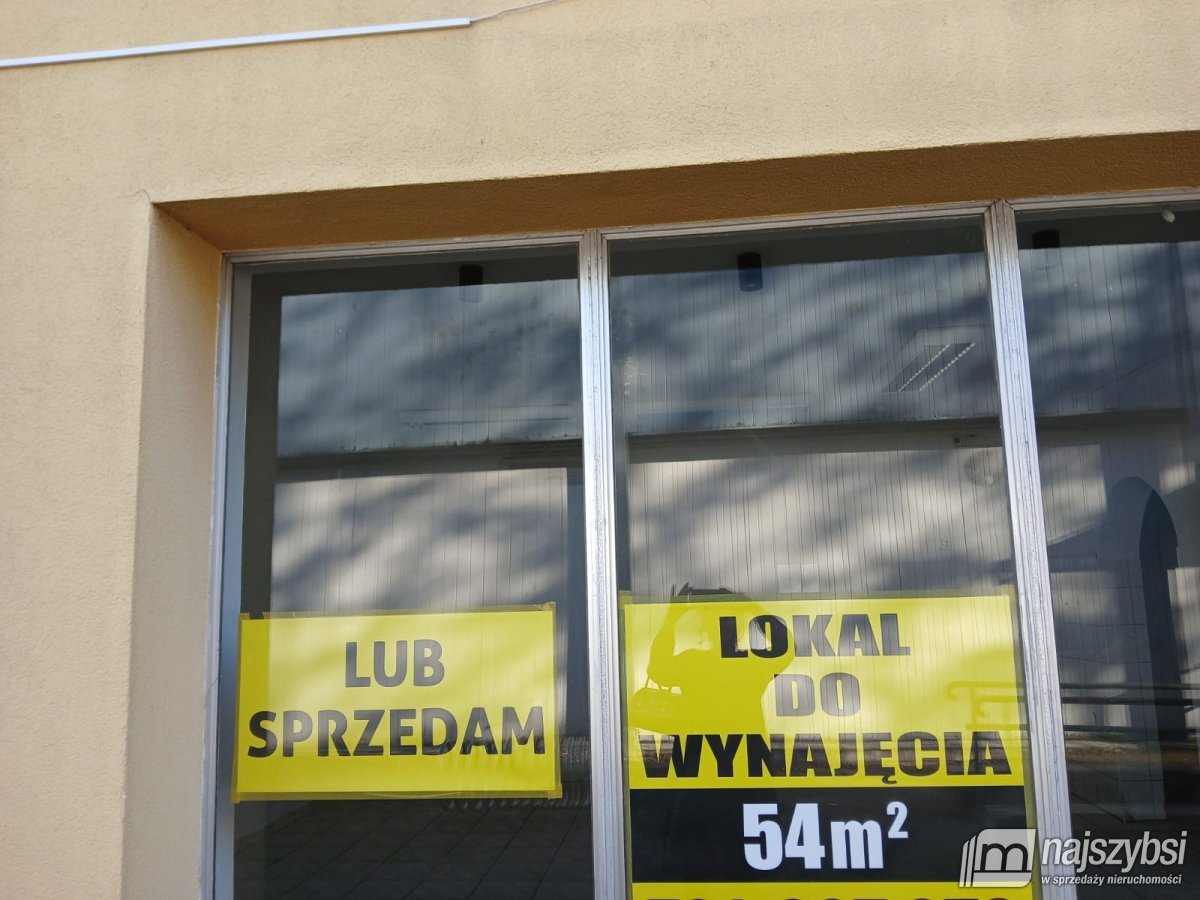 LUB
SPRZEDAM
LOKAL
DO
WYNAJĘCIA
54m²
najszybsi
w sprzedaży nieruchomości